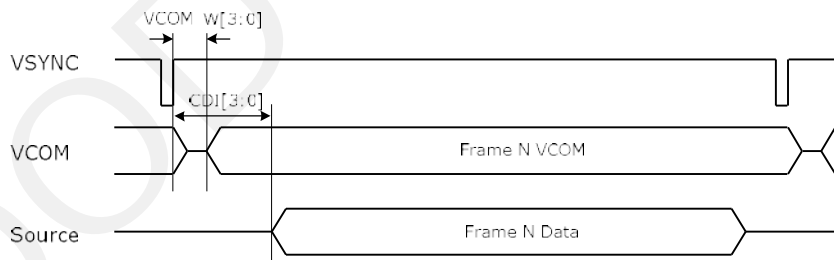 VCOM W[3:0]
VSYNC
CDI[3:0]
VCOM
Frame N VCOM
Source
Frame N Data